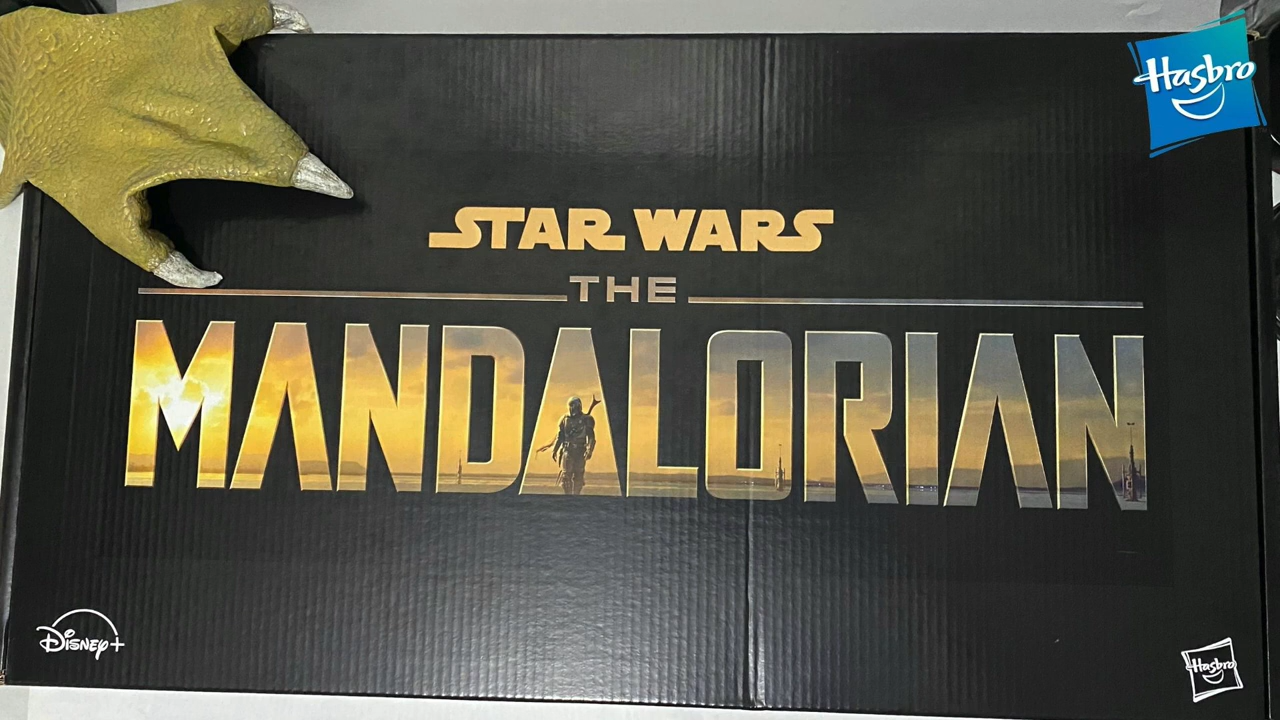 Hasbro
STAR WARS
THE
MANDALORIAN
Disney+
Hasbro